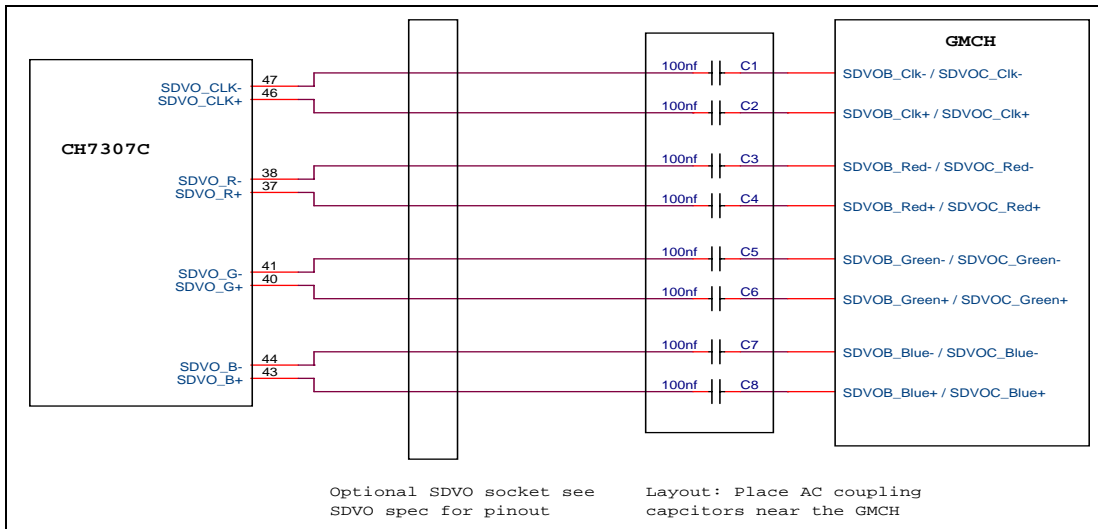 GMCH
CH7307C
SDVO_CLK- 47 100nf C1 SDVOB_Clk- / SDVOC_Clk-
SDVO_CLK+ 46 100nf C2 SDVOB_Clk+ / SDVOC_Clk+
SDVO_R- 38 100nf C3 SDVOB_Red- / SDVOC_Red-
SDVO_R+ 37 100nf C4 SDVOB_Red+ / SDVOC_Red+
SDVO_G- 41 100nf C5 SDVOB_Green- / SDVOC_Green-
SDVO_G+ 40 100nf C6 SDVOB_Green+ / SDVOC_Green+
SDVO_B- 44 100nf C7 SDVOB_Blue- / SDVOC_Blue-
SDVO_B+ 43 100nf C8 SDVOB_Blue+ / SDVOC_Blue+
Optional SDVO socket see
SDVO spec for pinout
Layout: Place AC coupling
capcitors near the GMCH